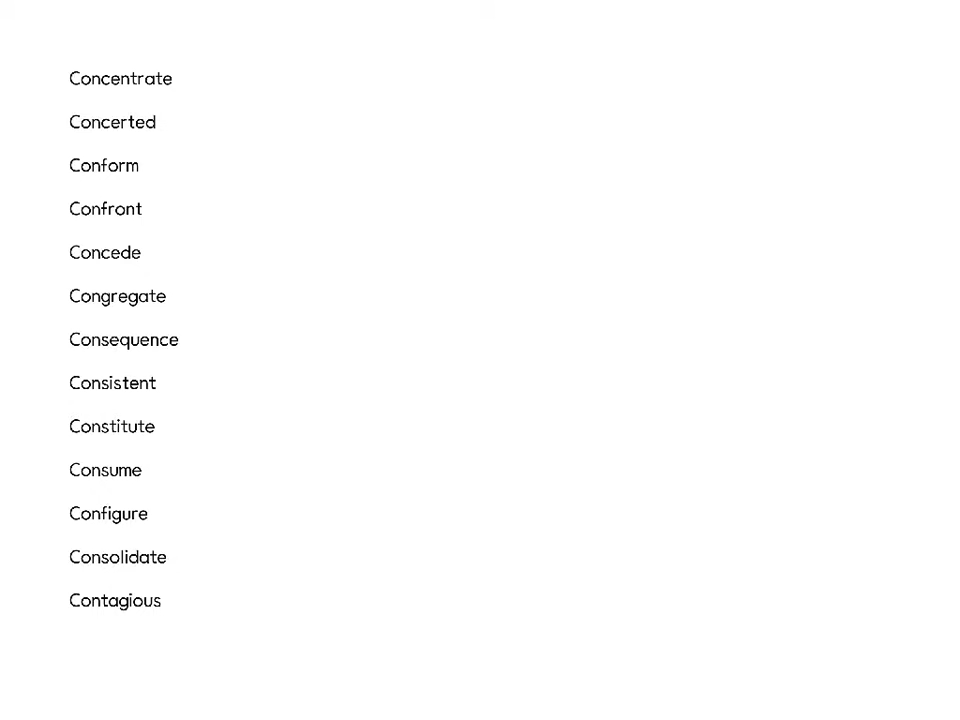 Concentrate
Concerted
Conform
Confront
Concede
Congregate
Consequence
Consistent
Constitute
Consume
Configure
Consolidate
Contagious